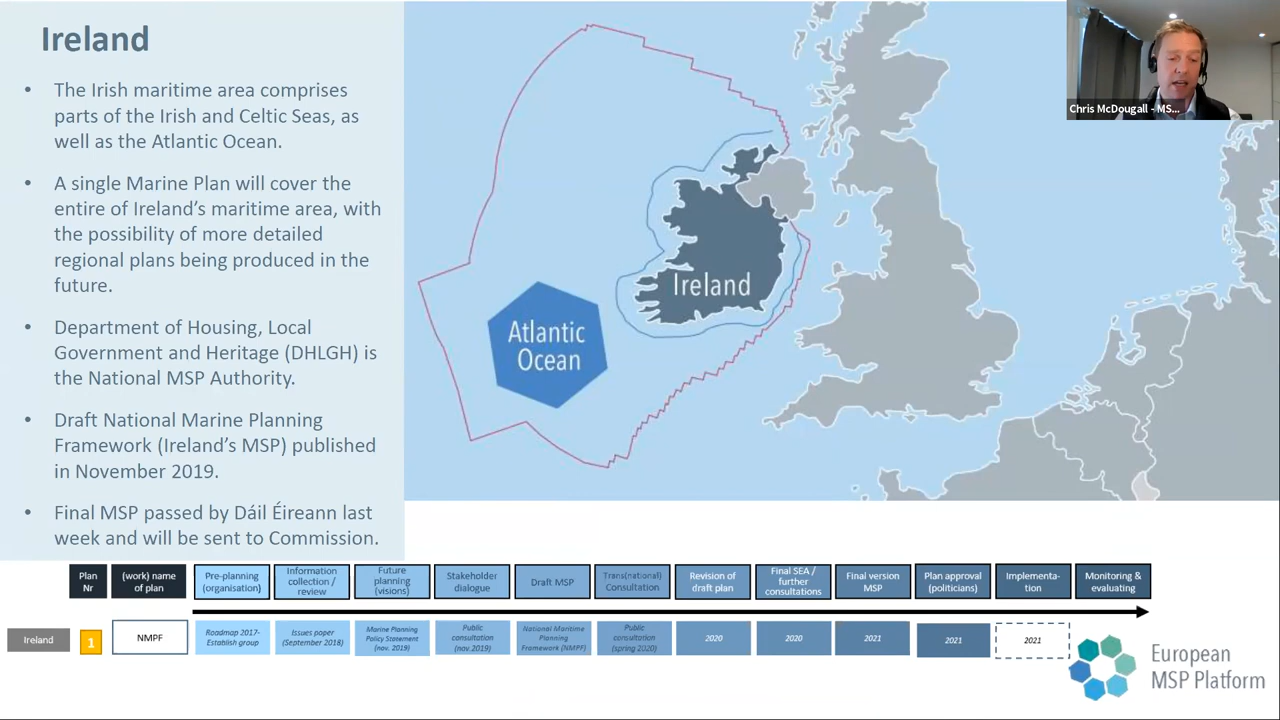 Ireland
• The Irish maritime area comprises
parts of the Irish and Celtic Seas, as
well as the Atlantic Ocean.
• A single Marine Plan will cover the
entire of Ireland's maritime area, with
the possibility of more detailed
regional plans being produced in the
future.
• Department of Housing, Local
Government and Heritage (DHLGH) is
the National MSP Authority.
• Draft National Marine Planning
Framework (Ireland's MSP) published
in November 2019.
• Final MSP passed by Dáil Éireann last
week and will be sent to Commission.
Ireland
Atlantic
Ocean
Chris McDougall - MS...
Plan
Nr
(work) name
of plan
Pre-planning
(organisation)
Information
collection /
review
Future
planning
(visions)
Stakeholder
dialogue
Draft MSP
Trans(national)
Consultation
Revision of
draft plan
Final SEA /
further
consultations
Final version
MSP
Plan approval
(politicians)
Implementa-
tion
Monitoring &
evaluating
Ireland
1
NMPF
Roadmap 2017-
Establish group
Issues paper
(September 2018)
Marine Planning
Policy Statement
(nov. 2019)
Public
consultation
(nov.2019)
National Maritime
Planning
Framework (NMPF)
Public
consultation
(spring 2020)
2020
2020
2021
2021
2021
European
MSP Platform